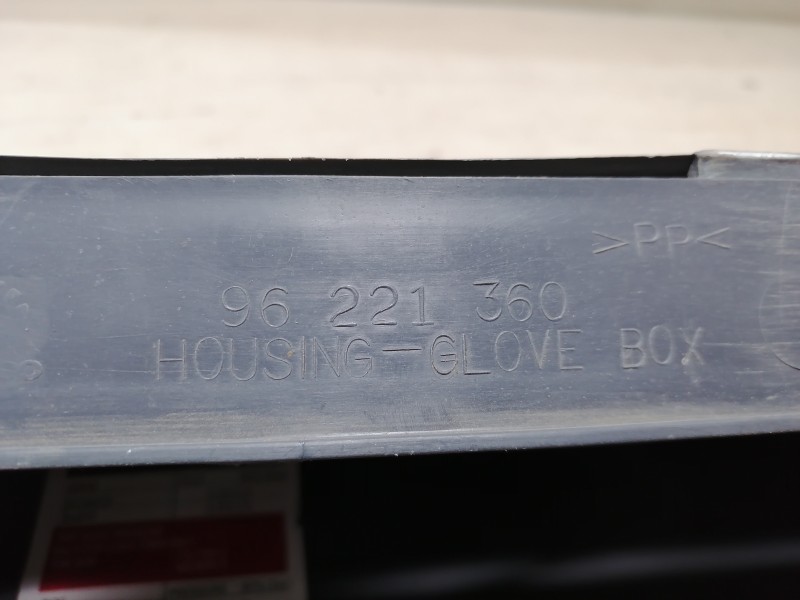 >PP<
96 221 360
HOUSING-GLOVE BOX